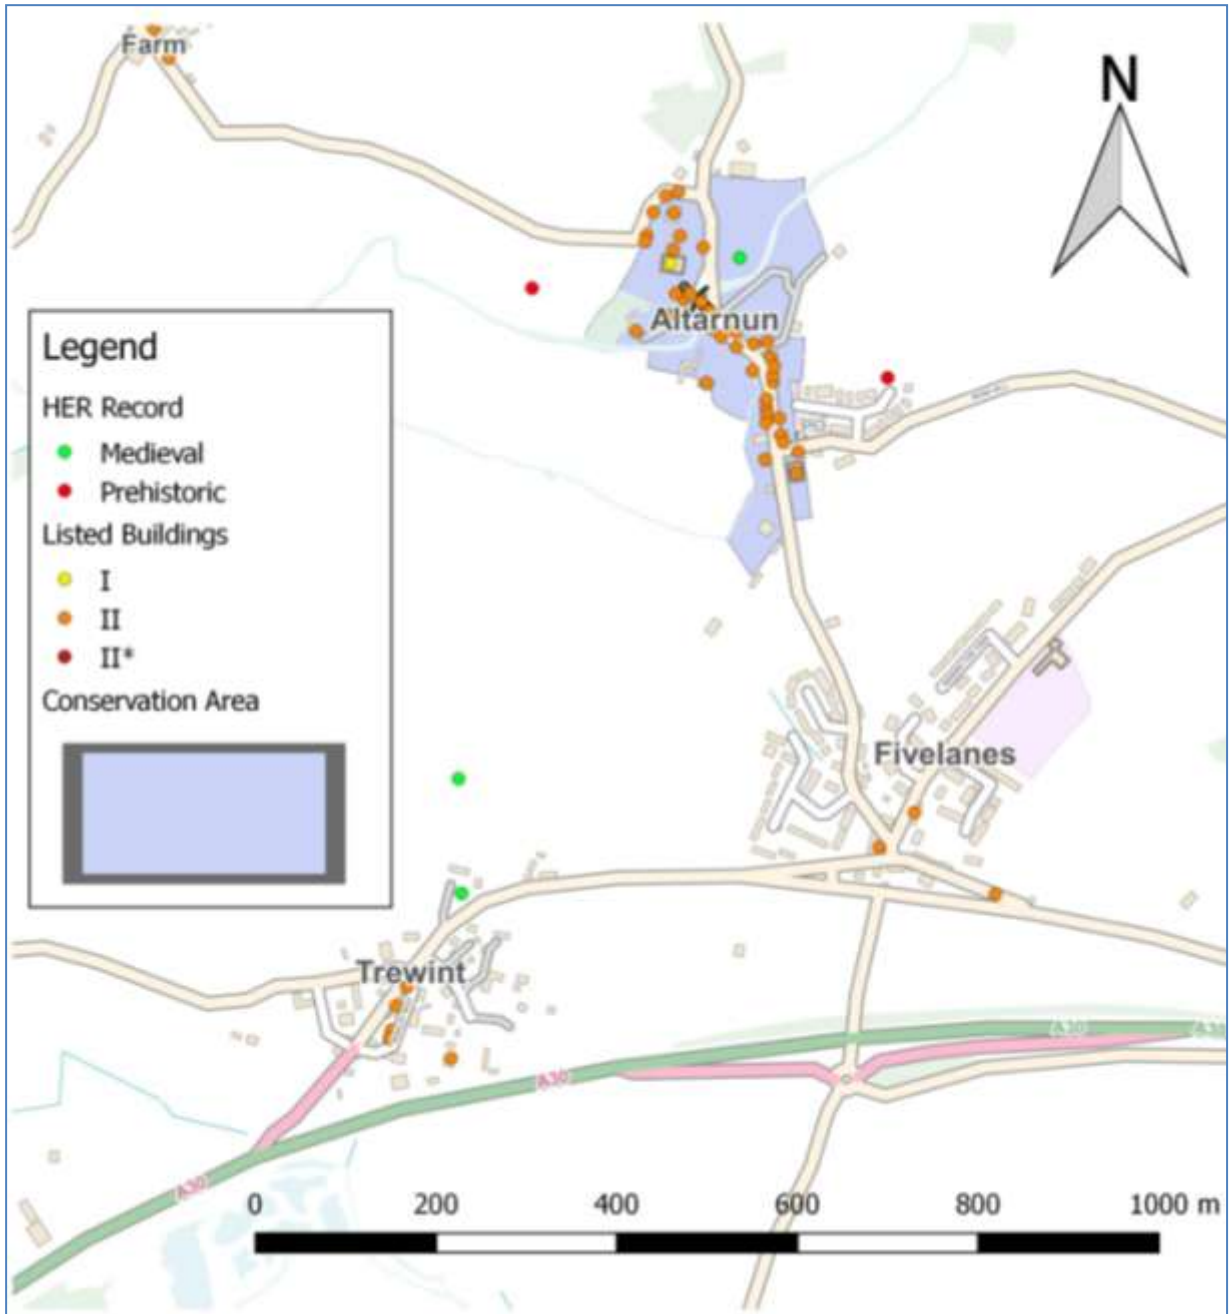 Farm
N
Altarnun
Legend
HER Record
Medieval
Prehistoric
Listed Buildings
I
II
II*
Conservation Area
Fivelanes
Trewint
A30
A30
A30
A30
0 200 400 600 800 1000 m